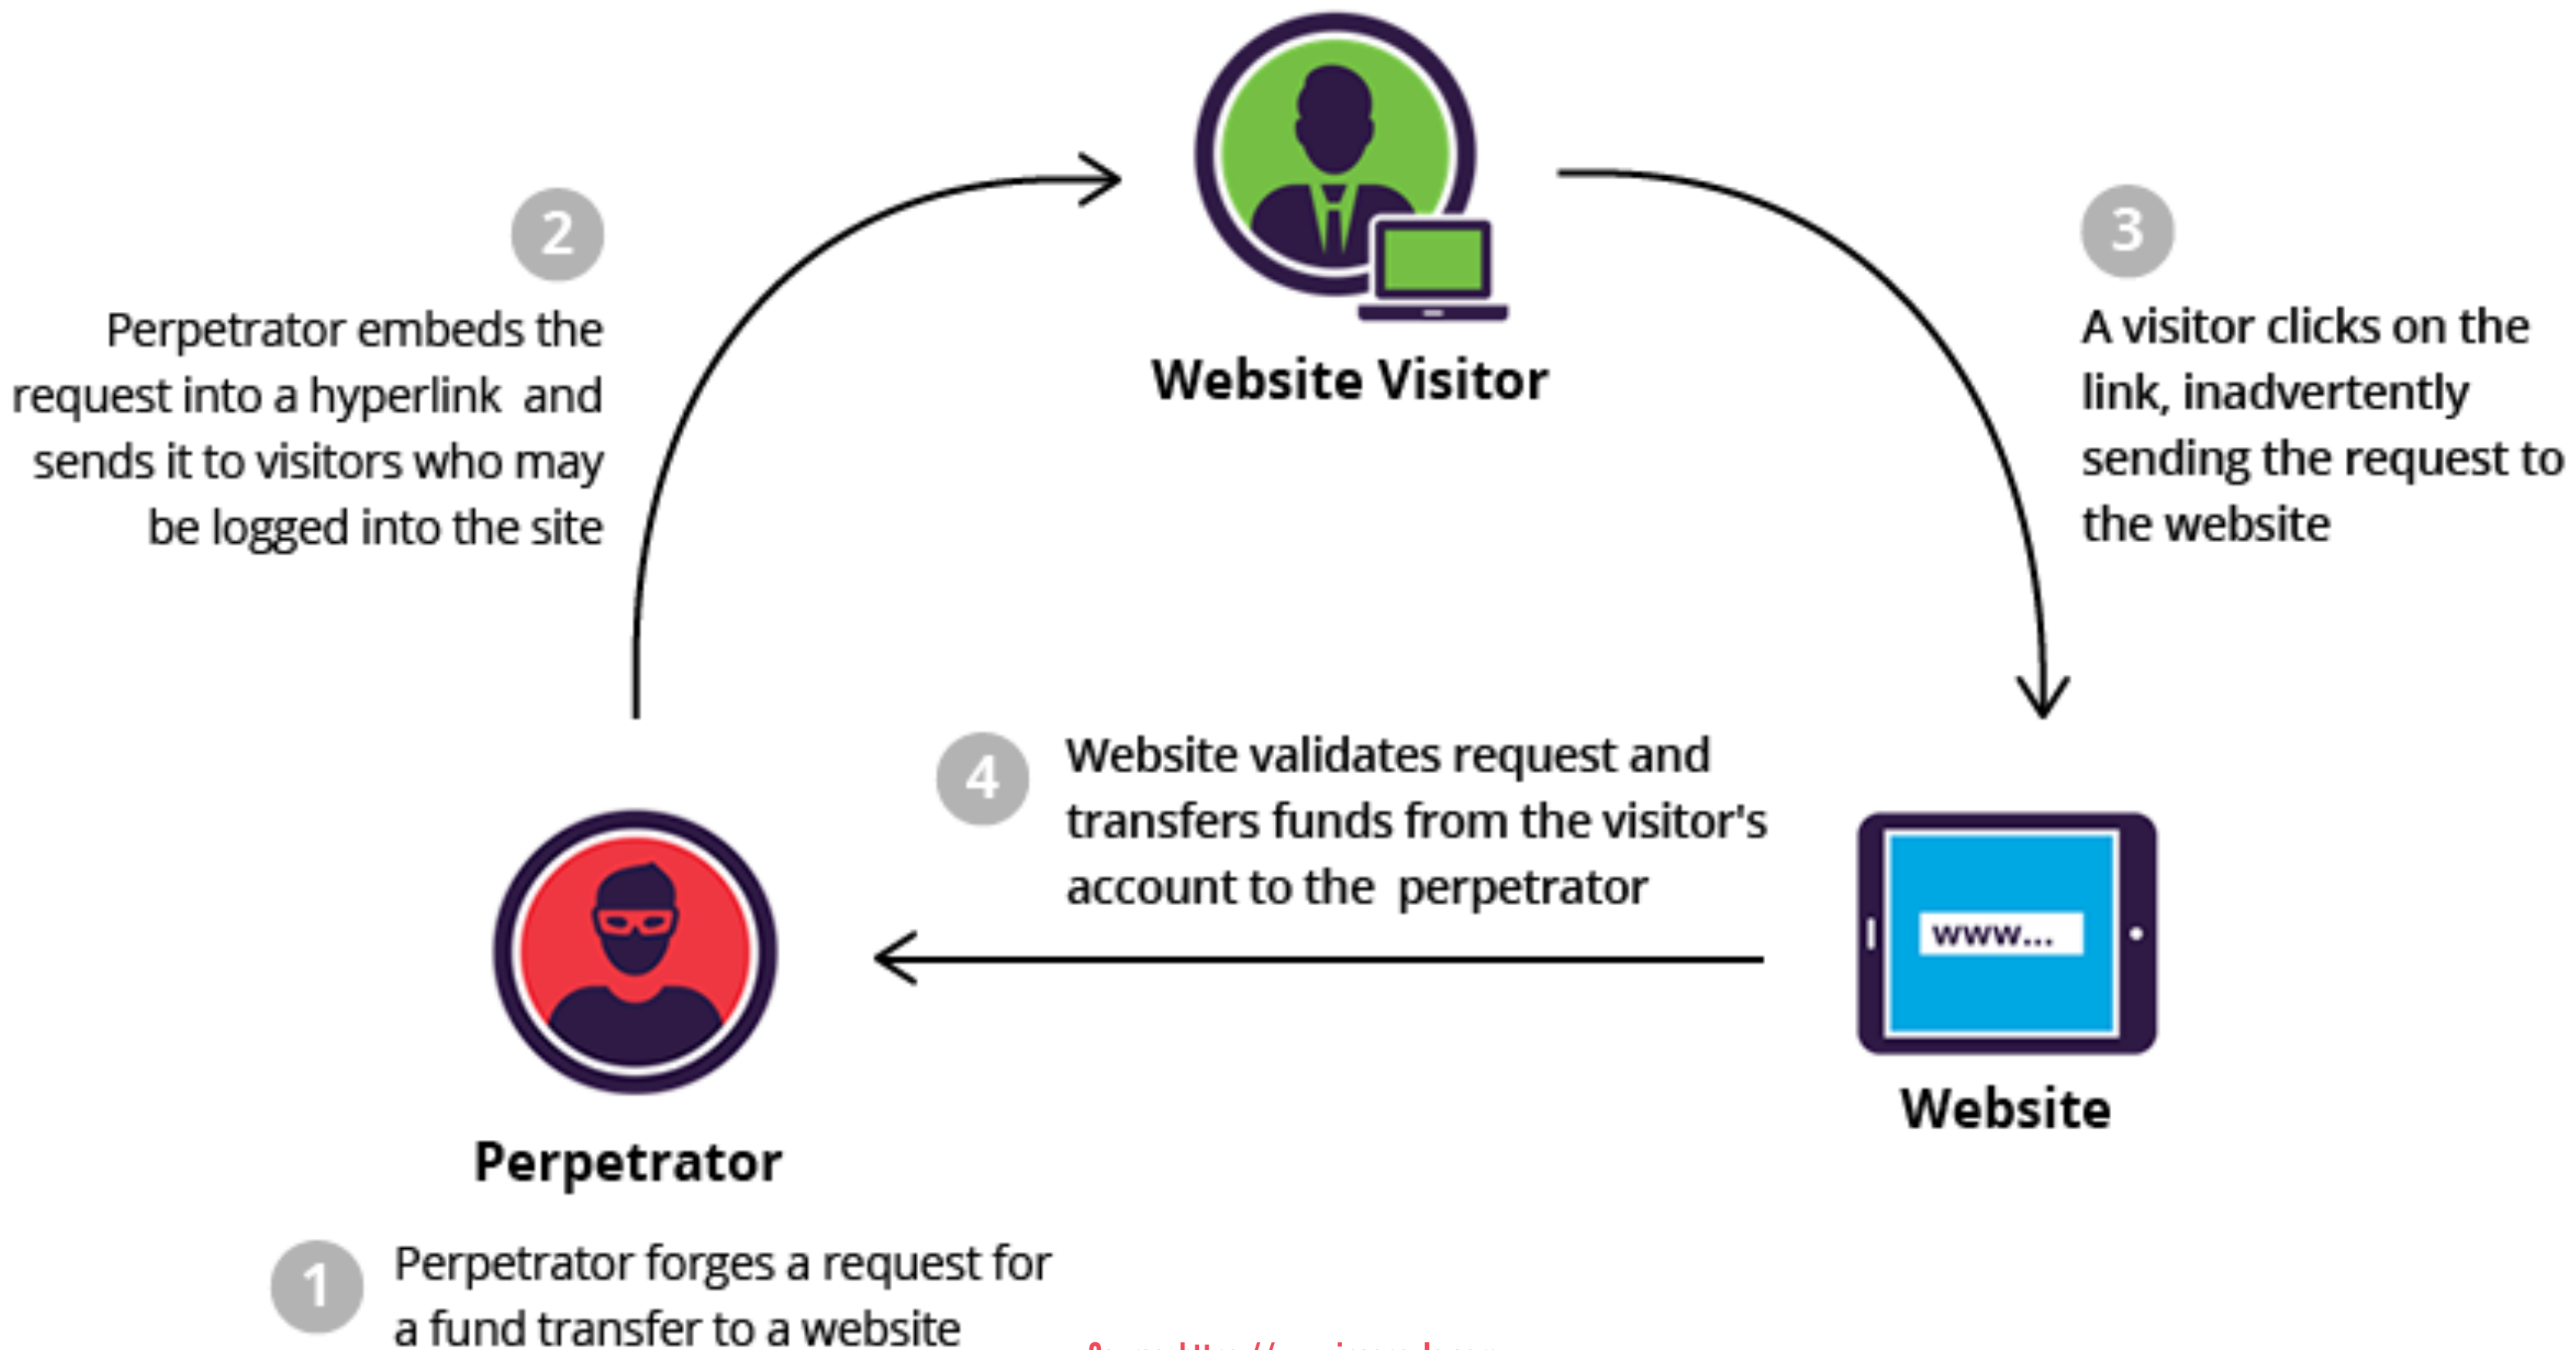 2
Perpetrator embeds the
request into a hyperlink and
sends it to visitors who may
be logged into the site
Website Visitor
3
A visitor clicks on the
link, inadvertently
sending the request to
the website
4
Website validates request and
transfers funds from the visitor's
account to the perpetrator
www...
Website
Perpetrator
1
Perpetrator forges a request for
a fund transfer to a website